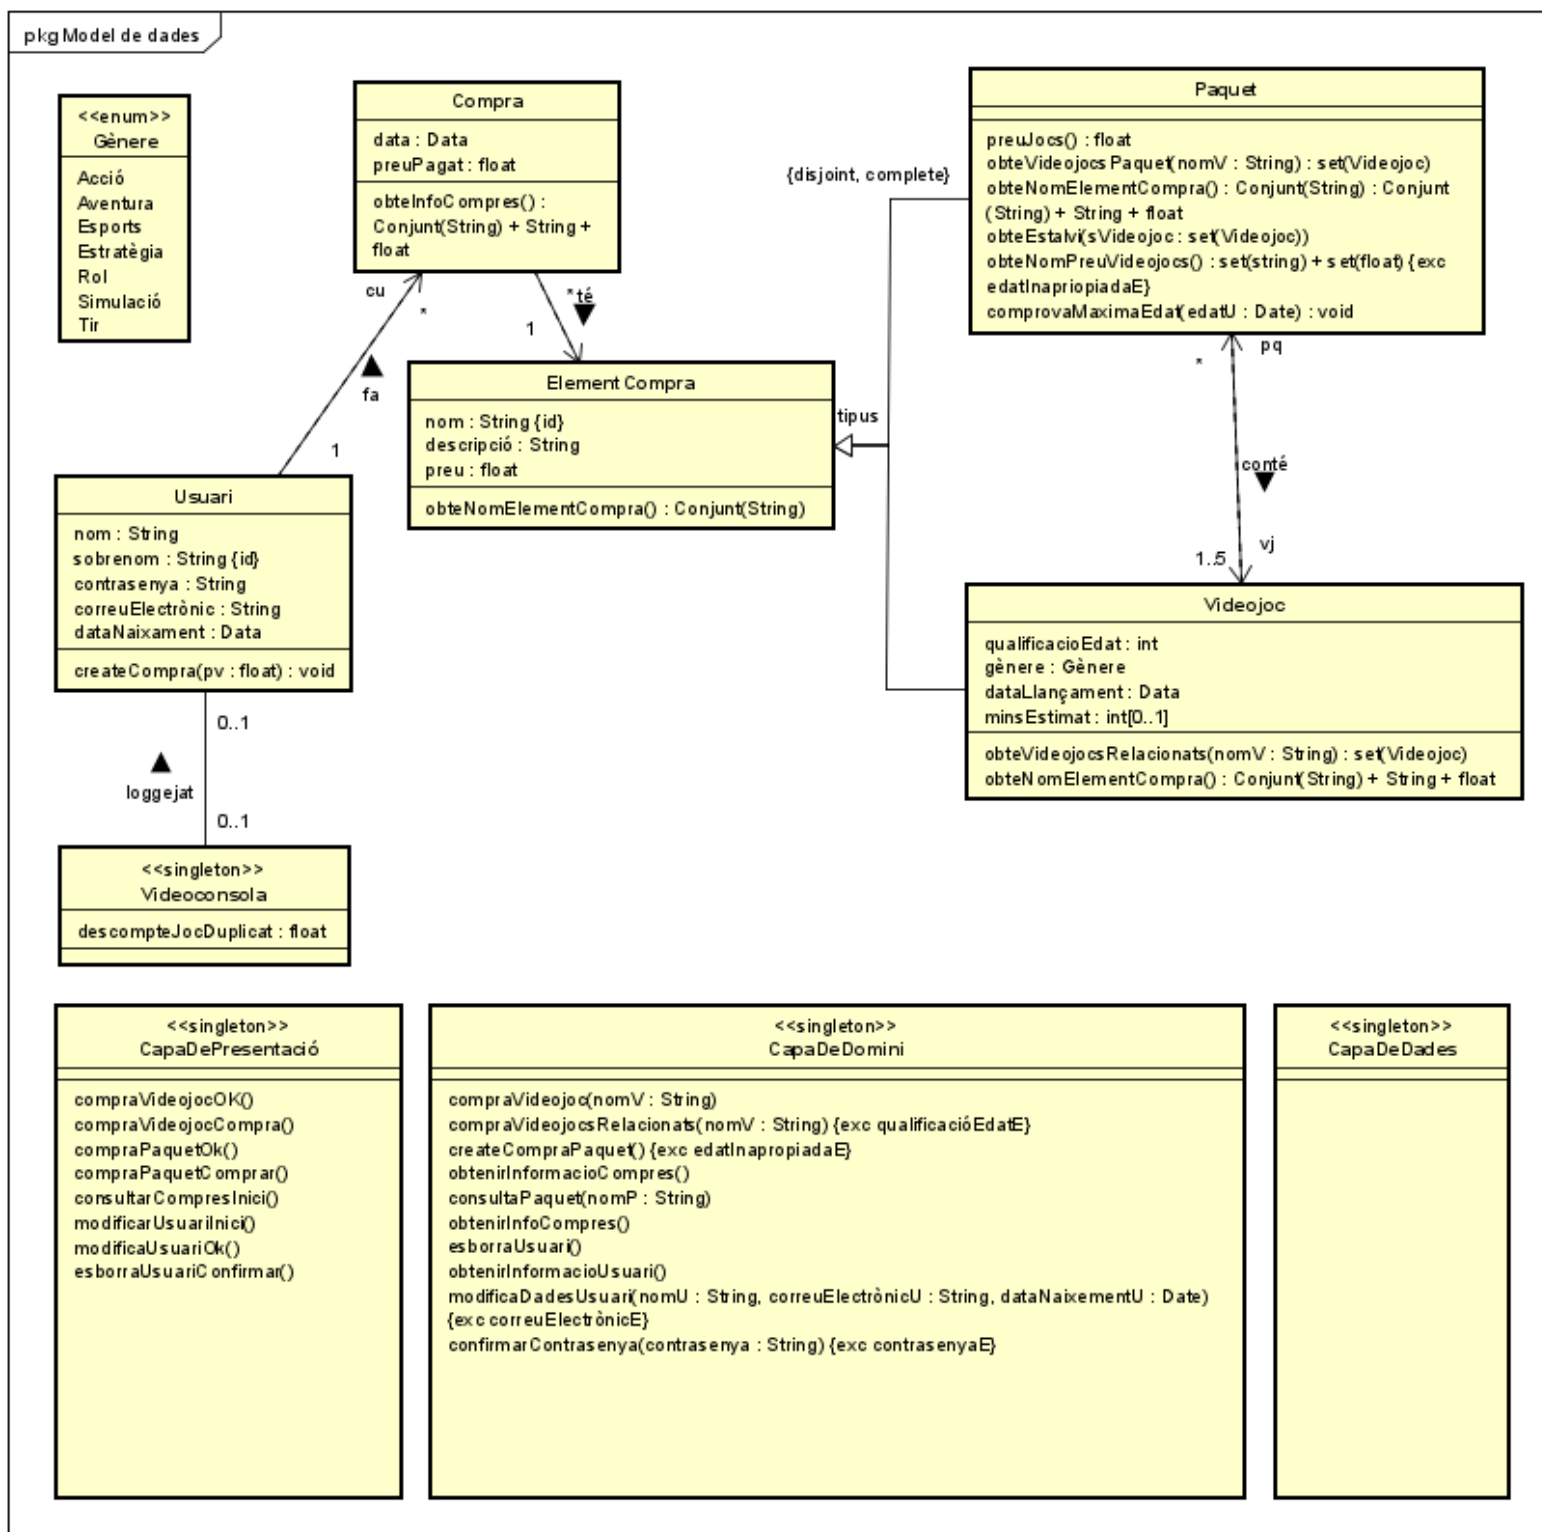 pkg Model de dades
<<enum>>
Gènere
Acció
Aventura
Esports
Estratègia
Rol
Simulació
Tir
Compra
data : Data
preuPagat : float
obteInfoCompres() :
Conjunt(String) + String +
float
Paquet
preuJocs() : float
obteVideojocsPaquet(nomV : String) : set(Videojoc)
obteNomElementCompra() : Conjunt(String) : Conjunt
(String) + String + float
obteEstalvi(sVideojoc : set(Videojoc))
obteNomPreuVideojocs() : set(string) + set(float) {exc
edatInapriopiadaE}
comprovaMaximaEdat(edatU : Date) : void
{disjoint, complete}
cu
*
fa
1
* té
1
pq
*
conté
1..5
vj
ElementCompra
nom : String {id}
descripció : String
preu : float
obteNomElementCompra() : Conjunt(String)
tipus
Usuari
nom : String
sobrenom : String {id}
contrasenya : String
correuElectrònic : String
dataNaixament : Data
createCompra(pv : float) : void
Videojoc
qualificacioEdat : int
gènere : Gènere
dataLlançament : Data
minsEstimat : int[0..1]
obteVideojocsRelacionats(nomV : String) : set(Videojoc)
obteNomElementCompra() : Conjunt(String) + String + float
0..1
loggejat
0..1
<<singleton>>
Videoconsola
descompteJocDuplicat : float
<<singleton>>
CapaDePresentació
compraVideojocOK()
compraVideojocCompra()
compraPaquetOk()
compraPaquetComprar()
consultarCompresInici()
modificarUsuariInici()
modificaUsuariOk()
esborraUsuariConfirmar()
<<singleton>>
CapaDeDomini
compraVideojoc(nomV : String)
compraVideojocsRelacionats(nomV : String) {exc qualificacióEdatE}
createCompraPaquet() {exc edatInapropiadaE}
obtenirInformacioCompres()
consultaPaquet(nomP : String)
obtenirInfoCompres()
esborraUsuari()
obtenirInformacioUsuari()
modificaDadesUsuari(nomU : String, correuElectrònicU : String, dataNaixementU : Date)
{exc correuElectrònicE}
confirmarContrasenya(contrasenya : String) {exc contrasenyaE}
<<singleton>>
CapaDeDades